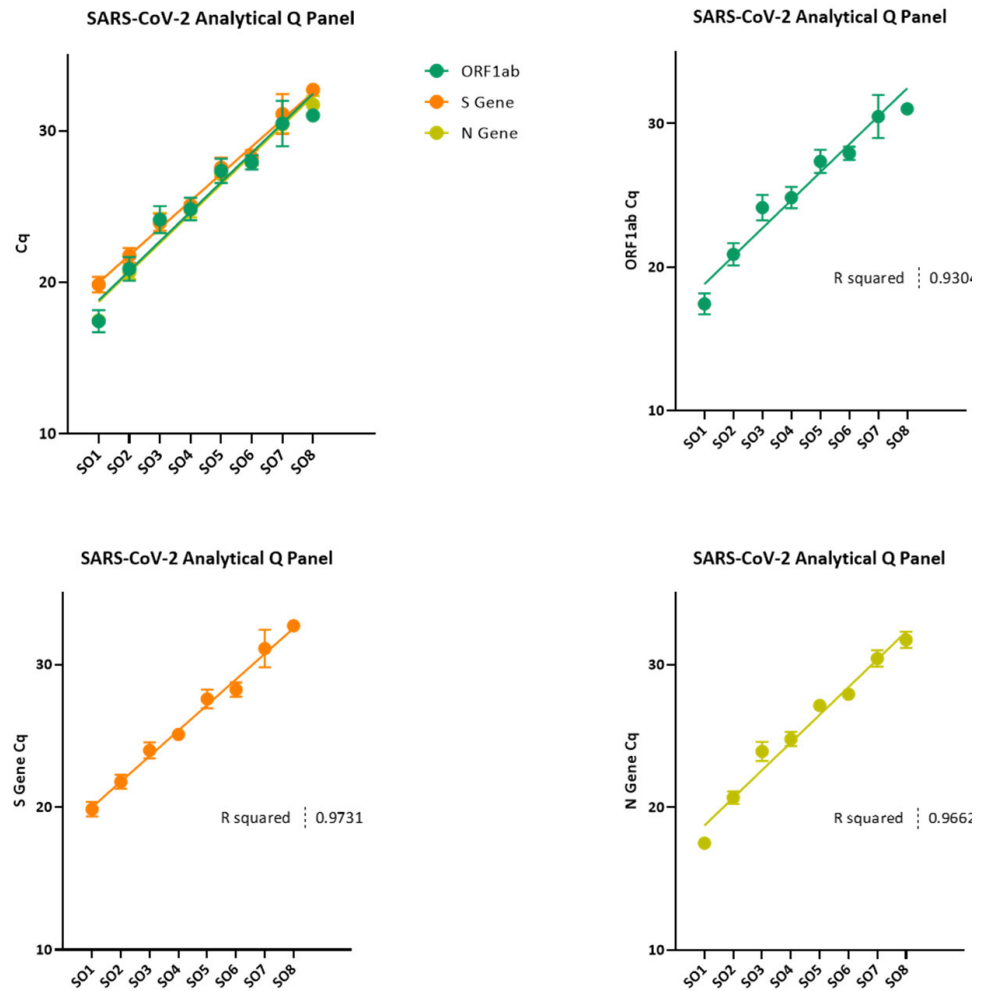 SARS-CoV-2 Analytical Q Panel
ORF1ab
S Gene
N Gene
Cq
30
20
10
SO1 SO2 SO3 SO4 SO5 SO6 SO7 SO8
SARS-CoV-2 Analytical Q Panel
ORF1ab Cq
30
20
10
R squared 0.9304
SO1 SO2 SO3 SO4 SO5 SO6 SO7 SO8
SARS-CoV-2 Analytical Q Panel
S Gene Cq
30
20
10
R squared 0.9731
SO1 SO2 SO3 SO4 SO5 SO6 SO7 SO8
SARS-CoV-2 Analytical Q Panel
N Gene Cq
30
20
10
R squared 0.9662
SO1 SO2 SO3 SO4 SO5 SO6 SO7 SO8